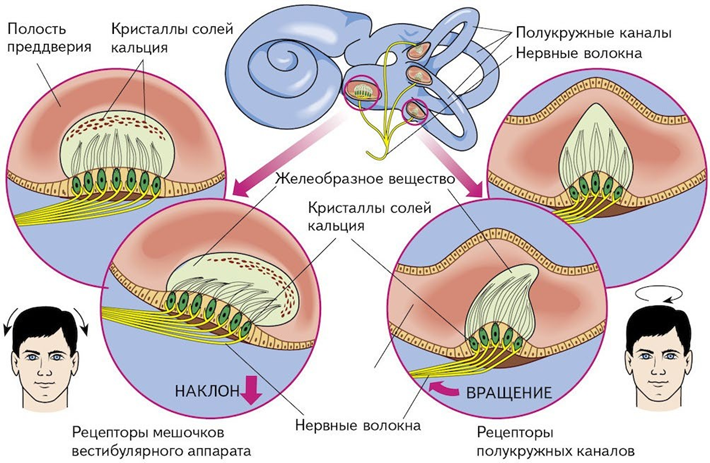 Полость
преддверия
Кристаллы солей
кальция
Полукружные каналы
Нервные волокна
Желеобразное вещество
Кристаллы солей
кальция
НАКЛОН
ВРАЩЕНИЕ
Нервные волокна
Рецепторы мешочков
вестибулярного аппарата
Рецепторы
полукружных каналов